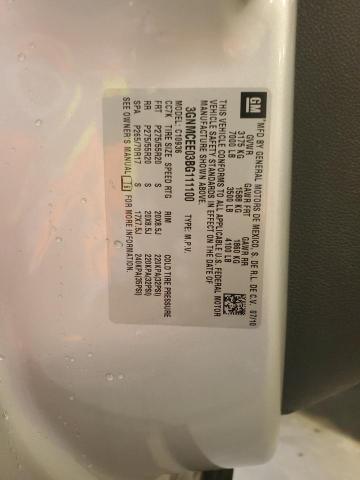 GM
MFD BY GENERAL MOTORS DE MEXICO, S. DE R.L. DE C.V. 07/10
GVWR GAWR FRT GAWR RR
3175 KG 1588 KG 1860 KG
7000 LB 3500 LB 4100 LB
THIS VEHICLE CONFORMS TO ALL APPLICABLE U.S. FEDERAL MOTOR
VEHICLE SAFETY STANDARDS IN EFFECT ON THE DATE OF
MANUFACTURE SHOWN ABOVE.
3GNMCEE03BG111100 TYPE: M.P.V.
MODEL: C10936
CCTK TIRE SIZE SPEED RTG RIM COLD TIRE PRESSURE
FRT P275/55R20 S 20X8.5J 220KPA(32PSI)
RR P275/55R20 S 20X8.5J 220KPA(32PSI)
SPA P265/70R17 S 17X7.5J 240KPA(35PSI)
SEE OWNER'S MANUAL FOR MORE INFORMATION.